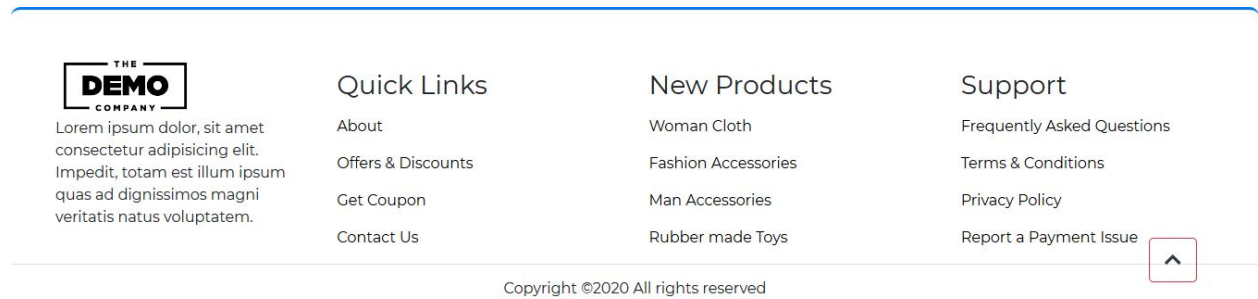 THE
DEMO
COMPANY
Lorem ipsum dolor, sit amet
consectetur adipisicing elit.
Impedit, totam est illum ipsum
quas ad dignissimos magni
veritatis natus voluptatem.
Quick Links
About
Offers & Discounts
Get Coupon
Contact Us
New Products
Woman Cloth
Fashion Accessories
Man Accessories
Rubber made Toys
Support
Frequently Asked Questions
Terms & Conditions
Privacy Policy
Report a Payment Issue
Copyright ©2020 All rights reserved